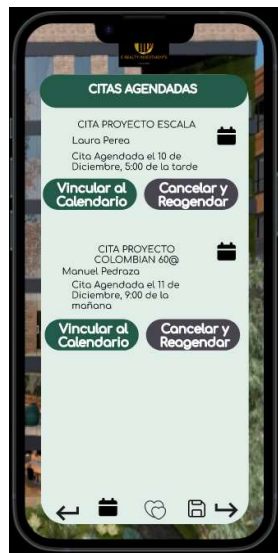 CITAS AGENDADAS
CITA PROYECTO ESCALA
Laura Perea
Cita Agendada el 10 de
Diciembre, 5:00 de la tarde
Vincular al
Calendario
Cancelar y
Reagendar
CITA PROYECTO
COLOMBIAN 60@
Manuel Pedraza
Cita Agendada el 11 de
Diciembre, 9:00 de la
mañana
Vincular al
Calendario
Cancelar y
Reagendar